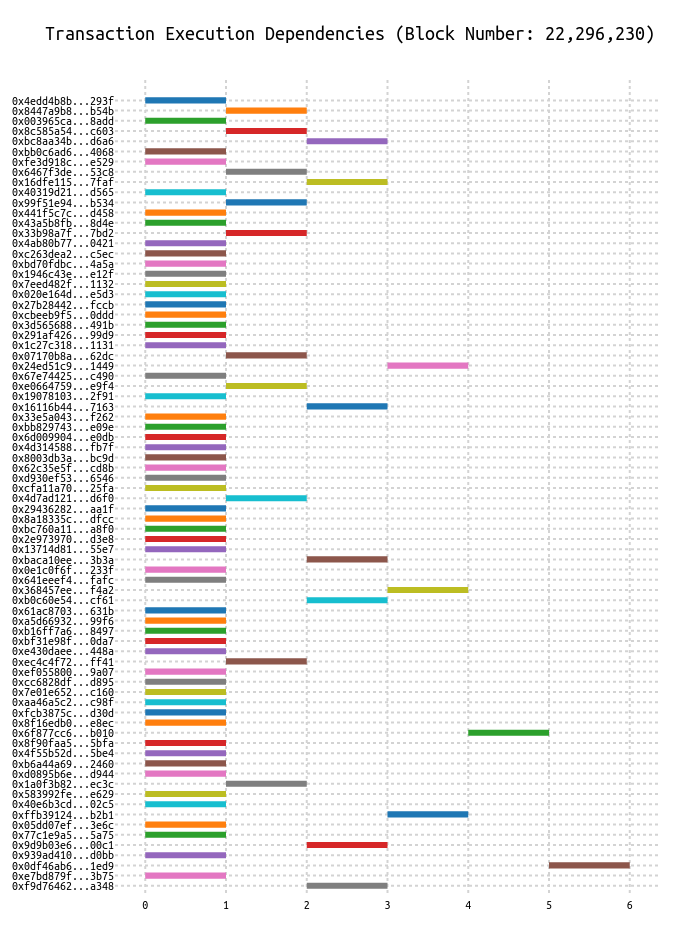 Transaction Execution Dependencies (Block Number: 22,296,230)
0x4edd4b8b...293f
0x8447a9b8...b54b
0x003965ca...8add
0x8c585a54...c603
0xbc8aa34b...d6a6
0xbb0c6ad6...4068
0xfe3d918c...e529
0x6467f3de...53c8
0x16dfe115...7faf
0x40319d21...d565
0x99f51e94...b534
0x441f5c7c...d458
0x43a5b8fb...8d4e
0x33b98a7f...7bd2
0x4ab80b77...0421
0xc263dea2...c5ec
0xbd70fdbc...4a5a
0x1946c43e...e12f
0x7eed482f...1132
0x020e164d...e5d3
0x27b28442...fccb
0xcbeeb9f5...0ddd
0x3d565688...491b
0x291af426...99d9
0x1c27c318...1131
0x07170b8a...62dc
0x24ed51c9...1449
0x67e74425...c490
0xe0664759...e9f4
0x19078103...2f91
0x16116b44...7163
0x33e5a043...f262
0xbb829743...e09e
0x6d009904...e0db
0x4d314588...fb7f
0x8003db3a...bc9d
0x62c35e5f...cd8b
0xd930ef53...6546
0xcfa11a70...25fa
0x4d7ad121...d6f0
0x29436282...aa1f
0x8a18335c...dfcc
0xbc760a11...a8f0
0x2e973970...d3e8
0x13714d81...55e7
0xbaca10ee...3b3a
0x0e1c0f6f...233f
0x641eeef4...fafc
0x368457ee...f4a2
0xb0c60e54...cf61
0x61ac8703...631b
0xa5d66932...99f6
0xb16ff7a6...8497
0xbf31e98f...0da7
0xe430daee...448a
0xec4c4f72...ff41
0xef055800...9a07
0xcc6828df...d895
0x7e01e652...c160
0xaa46a5c2...c98f
0xfcb3875c...d30d
0x8f16edb0...e8ec
0x6f877cc6...b010
0x8f90faa5...5bfa
0x4f55b52d...5be4
0xb6a44a69...2460
0xd0895b6e...d944
0x1a0f3b82...ec3c
0x583992fe...e629
0x40e6b3cd...02c5
0xffb39124...b2b1
0x05dd07ef...3e6c
0x77c1e9a5...5a75
0x9d9b03e6...00c1
0x939ad410...d0bb
0x0df46ab6...1ed9
0xe7bd879f...3b75
0xf9d76462...a348
0 1 2 3 4 5 6